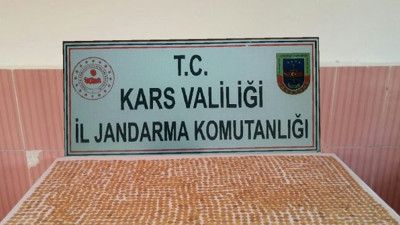 T.C.
KARS VALİLİĞİ
İL JANDARMA KOMUTANLIĞI